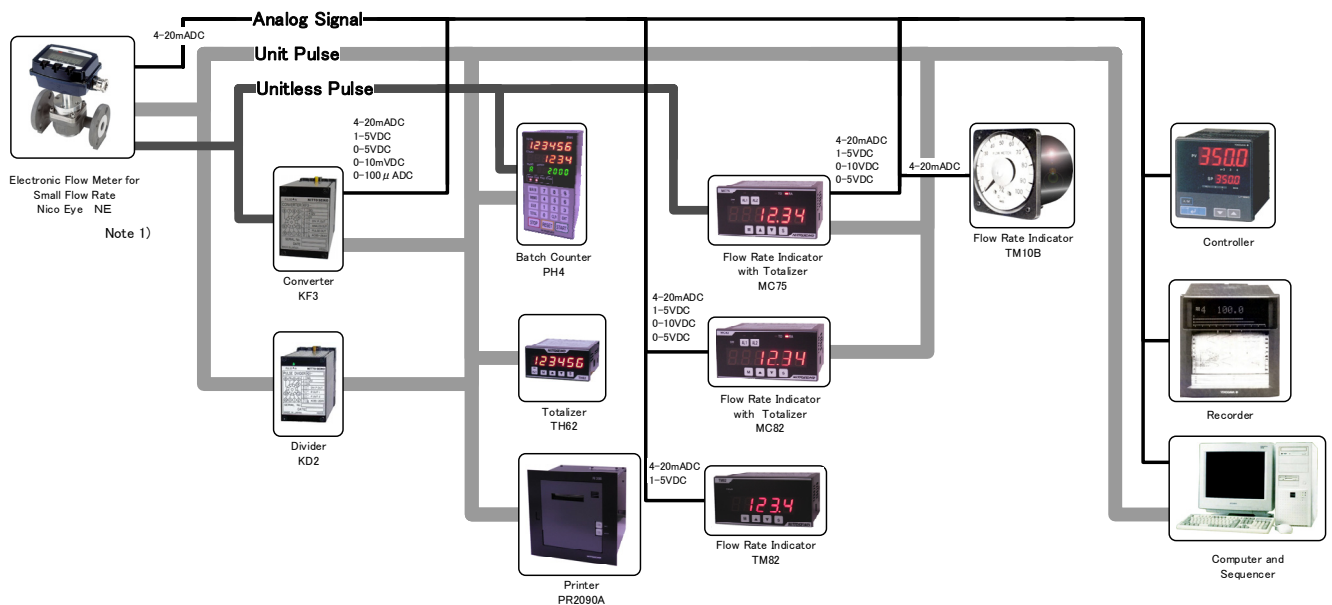 Analog Signal
4-20mADC
Unit Pulse
Unitless Pulse
Electronic Flow Meter for
Small Flow Rate
Nico Eye NE
Note 1)
4-20mADC
1-5VDC
0-5VDC
0-10mVDC
0-100μADC
Converter
KF3
Divider
KD2
123456
1234
2000
Batch Counter
PH4
123456
Totalizer
TH62
Printer
PR2090A
4-20mADC
1-5VDC
0-10VDC
0-5VDC
12.34
Flow Rate Indicator
with Totalizer
MC75
4-20mADC
1-5VDC
0-10VDC
0-5VDC
12.34
Flow Rate Indicator
with Totalizer
MC82
4-20mADC
1-5VDC
123.4
Flow Rate Indicator
TM82
4-20mADC
Flow Rate Indicator
TM10B
350.0
350.0
Controller
100.0
Recorder
Computer and
Sequencer